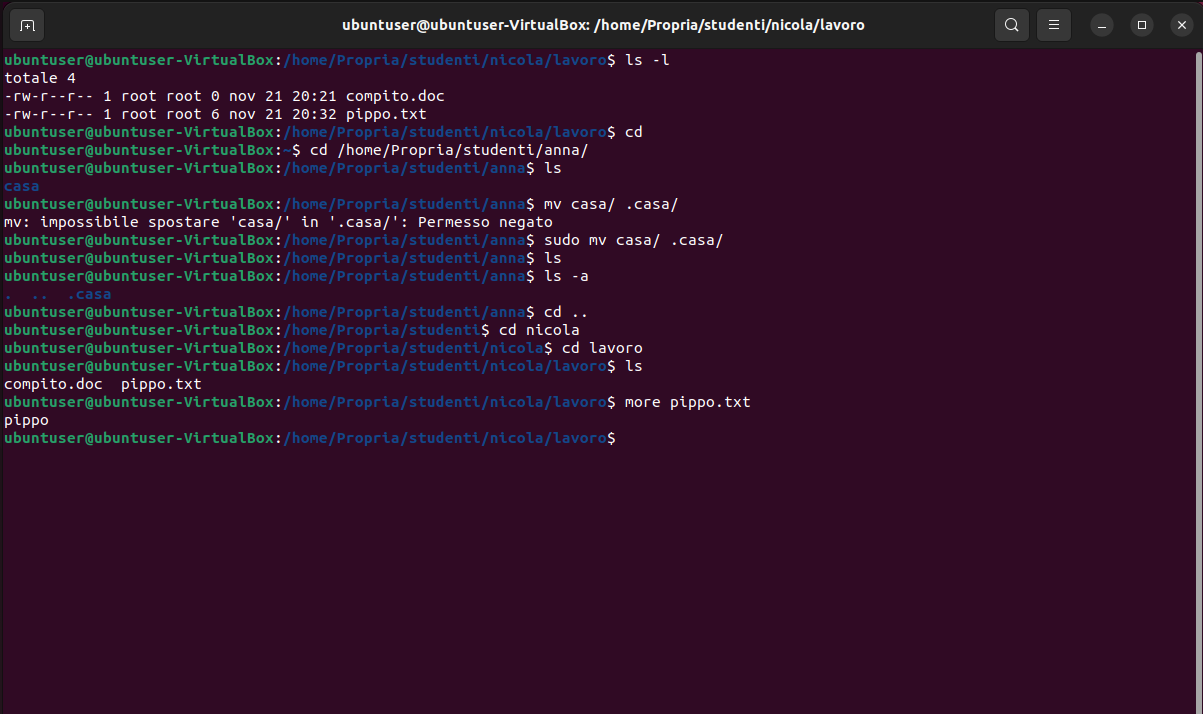 ubuntuser@ubuntuser-VirtualBox: /home/Propria/studenti/nicola/lavoro
ubuntuser@ubuntuser-VirtualBox:/home/Propria/studenti/nicola/lavoro$ ls -l
totale 4
-rw-r--r-- 1 root root 0 nov 21 20:21 compito.doc
-rw-r--r-- 1 root root 6 nov 21 20:32 pippo.txt
ubuntuser@ubuntuser-VirtualBox:/home/Propria/studenti/nicola/lavoro$ cd
ubuntuser@ubuntuser-VirtualBox:~$ cd /home/Propria/studenti/anna/
ubuntuser@ubuntuser-VirtualBox:/home/Propria/studenti/anna$ ls
casa
ubuntuser@ubuntuser-VirtualBox:/home/Propria/studenti/anna$ mv casa/ .casa/
mv: impossibile spostare 'casa/' in '.casa/': Permesso negato
ubuntuser@ubuntuser-VirtualBox:/home/Propria/studenti/anna$ sudo mv casa/ .casa/
ubuntuser@ubuntuser-VirtualBox:/home/Propria/studenti/anna$ ls
ubuntuser@ubuntuser-VirtualBox:/home/Propria/studenti/anna$ ls -a
.  ..  .casa
ubuntuser@ubuntuser-VirtualBox:/home/Propria/studenti/anna$ cd ..
ubuntuser@ubuntuser-VirtualBox:/home/Propria/studenti$ cd nicola
ubuntuser@ubuntuser-VirtualBox:/home/Propria/studenti/nicola$ cd lavoro
ubuntuser@ubuntuser-VirtualBox:/home/Propria/studenti/nicola/lavoro$ ls
compito.doc  pippo.txt
ubuntuser@ubuntuser-VirtualBox:/home/Propria/studenti/nicola/lavoro$ more pippo.txt
pippo
ubuntuser@ubuntuser-VirtualBox:/home/Propria/studenti/nicola/lavoro$